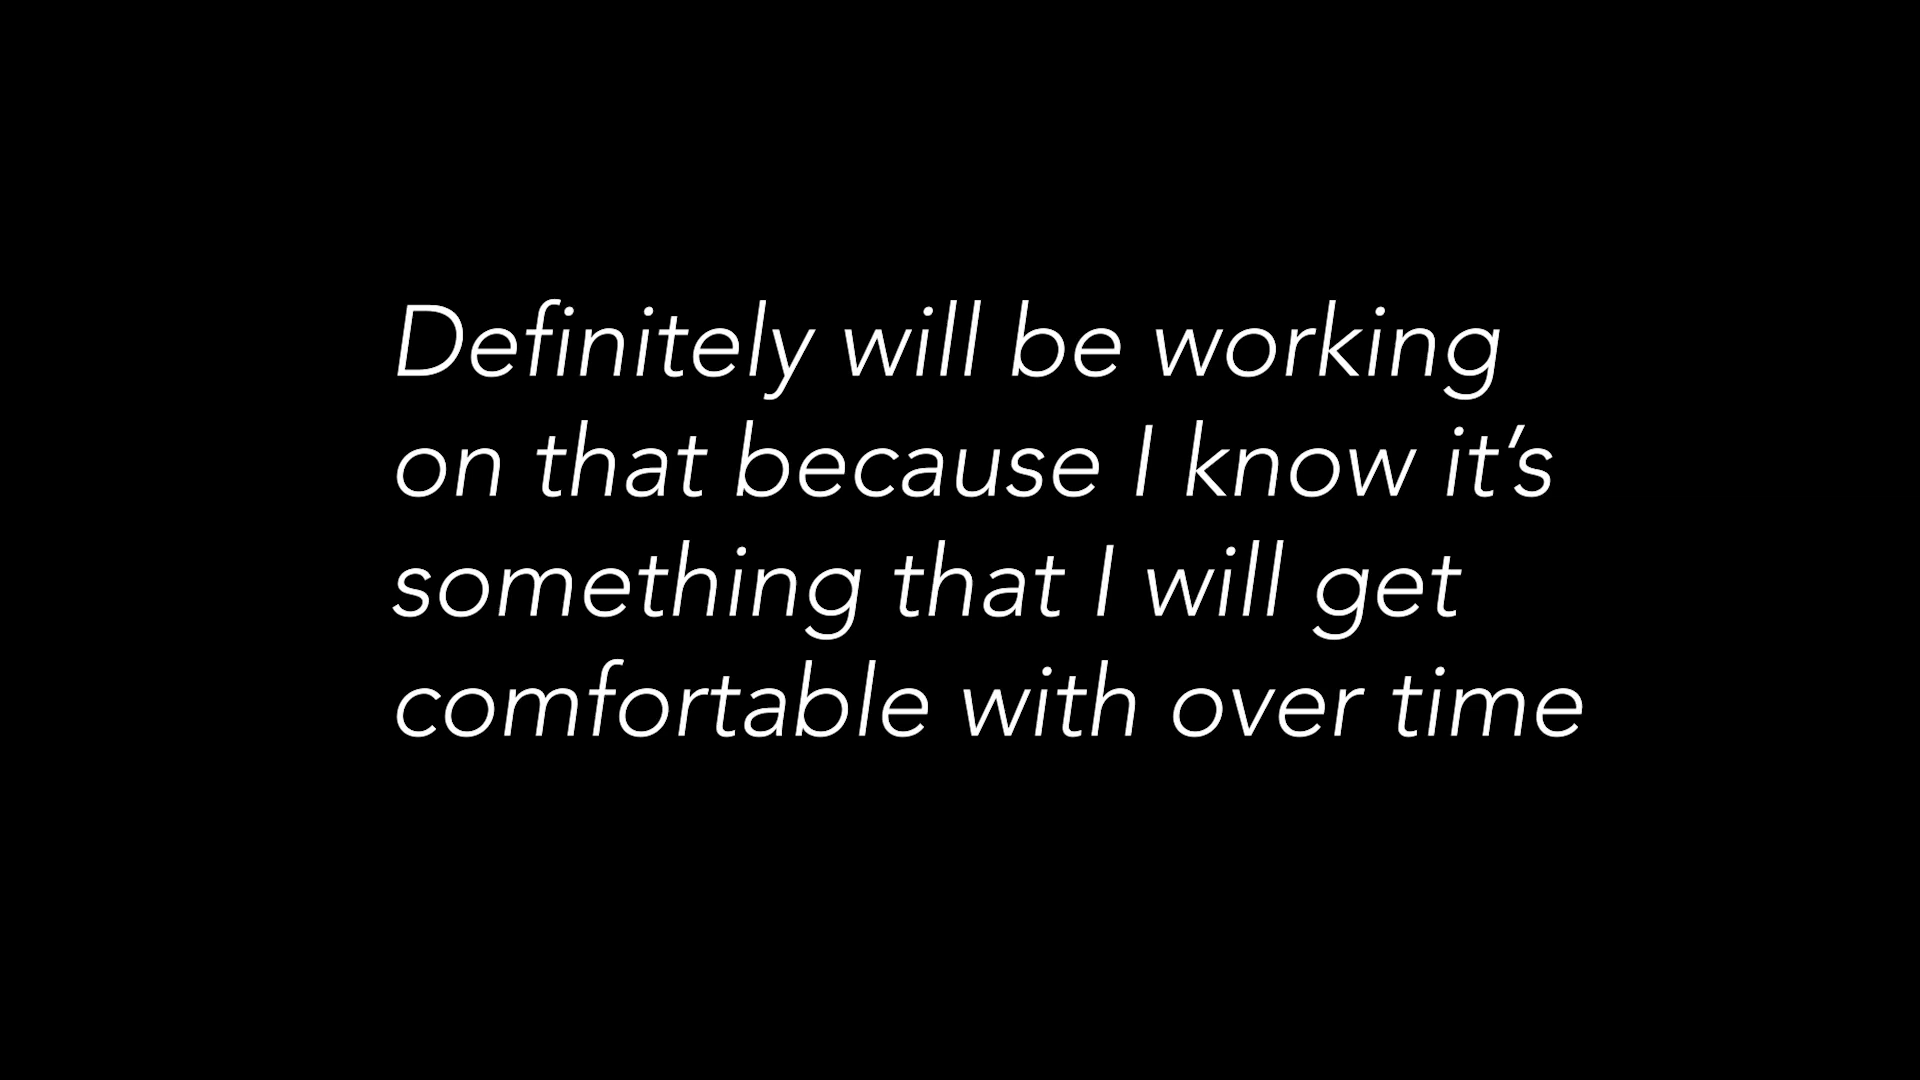 Definitely will be working
on that because I know it’s
something that I will get
comfortable with over time